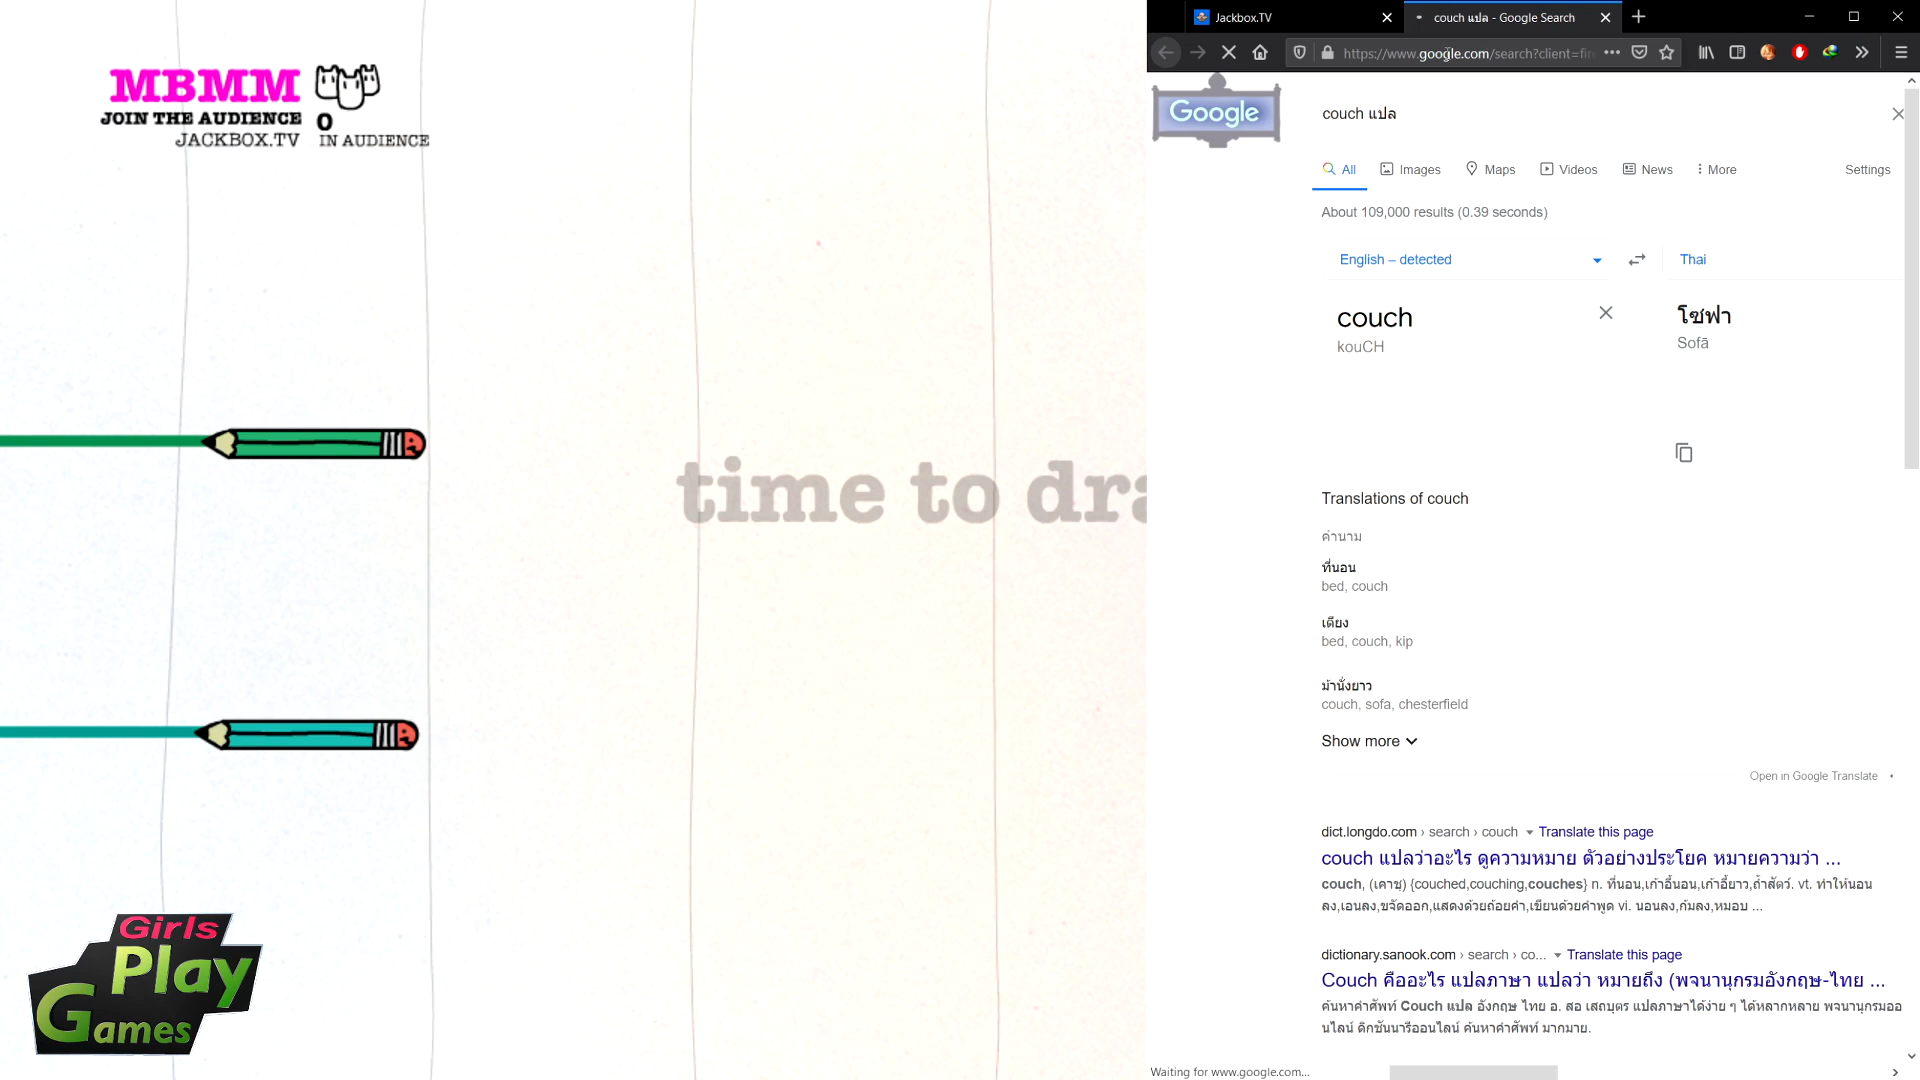 MBMM
JOIN THE AUDIENCE
JACKBOX.TV
0
IN AUDIENCE
time to dra
Girls
Play
Games
Jackbox.TV
couch แปล - Google Search
https://www.google.com/search?client=fir
Google
couch แปล
All
Images
Maps
Videos
News
More
Settings
About 109,000 results (0.39 seconds)
English – detected
Thai
couch
kouCH
โซฟา
Sofā
Translations of couch
คำนาม
ที่นอน
bed, couch
เตียง
bed, couch, kip
ม้านั่งยาว
couch, sofa, chesterfield
Show more
Open in Google Translate
dict.longdo.com › search › couch Translate this page
couch แปลว่าอะไร ดูความหมาย ตัวอย่างประโยค หมายความว่า ...
couch, (เคาชฺ) {couched,couching,couches} n. ที่นอน,เก้าอี้นอน,เก้าอี้ยาว,ถ้ำสัตว์. vt. ทำให้นอน
ลง,เอนลง,ขจัดออก,แสดงด้วยถ้อยคำ,เขียนด้วยคำพูด vi. นอนลง,ก้มลง,หมอบ ...
dictionary.sanook.com › search › co... Translate this page
Couch คืออะไร แปลภาษา แปลว่า หมายถึง (พจนานุกรมอังกฤษ-ไทย ...
ค้นหาคำศัพท์ Couch แปล อังกฤษ ไทย อ. สอ เสถบุตร แปลภาษาได้ง่าย ๆ ได้หลากหลาย พจนานุกรมออ
นไลน์ ดิกชันนารีออนไลน์ ค้นหาคำศัพท์ มากมาย.
Waiting for www.google.com...